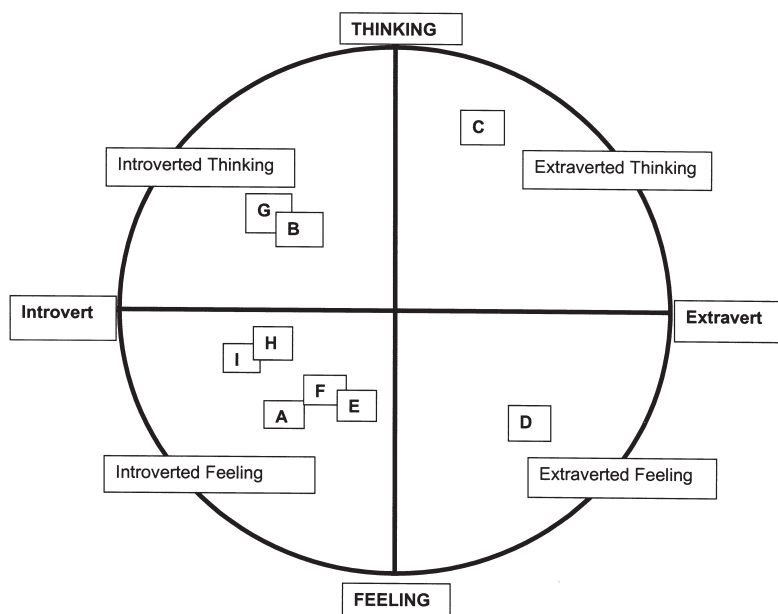 THINKING
C
Introverted Thinking
Extraverted Thinking
G
B
Introvert
Extravert
H
I
F
E
A
D
Introverted Feeling
Extraverted Feeling
FEELING